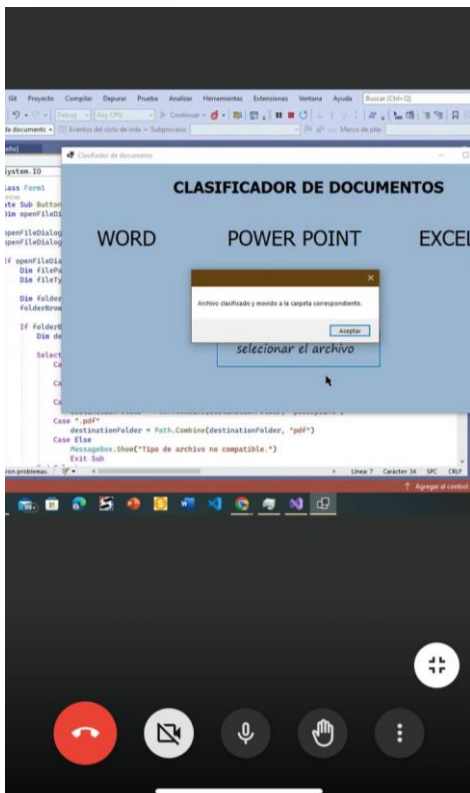 Git Proyecto Compilar Depurar Prueba Analizar Herramientas Extensiones Ventana Ayuda Buscar (Ctrl+Q)
Debug Any CPU Continuar
de documento Eventos del ciclo de vida Subproceso Marco de pila
Clasificador de documetos
System.IO
lass Form1
CLASIFICADOR DE DOCUMENTOS
ate Sub Button
Dim openFileDi
openFileDialog
openFileDialog
WORD POWER POINT EXCEL
If openFileDia
Dim filePa
Dim fileTy
Dim folder
folderBrow
Archivo clasificado y movido a la carpeta correspondiente.
Aceptar
If folderB
Dim de
selecionar el archivo
Select
Ca
Ca
Ca
Case ".pdf"
destinationFolder = Path.Combine(destinationFolder, "pdf")
Case Else
MessageBox.Show("Tipo de archivo no compatible.")
Exit Sub
ron problemas. Línea: 7 Carácter: 34 SPC CRLF
Agregar al control
99+